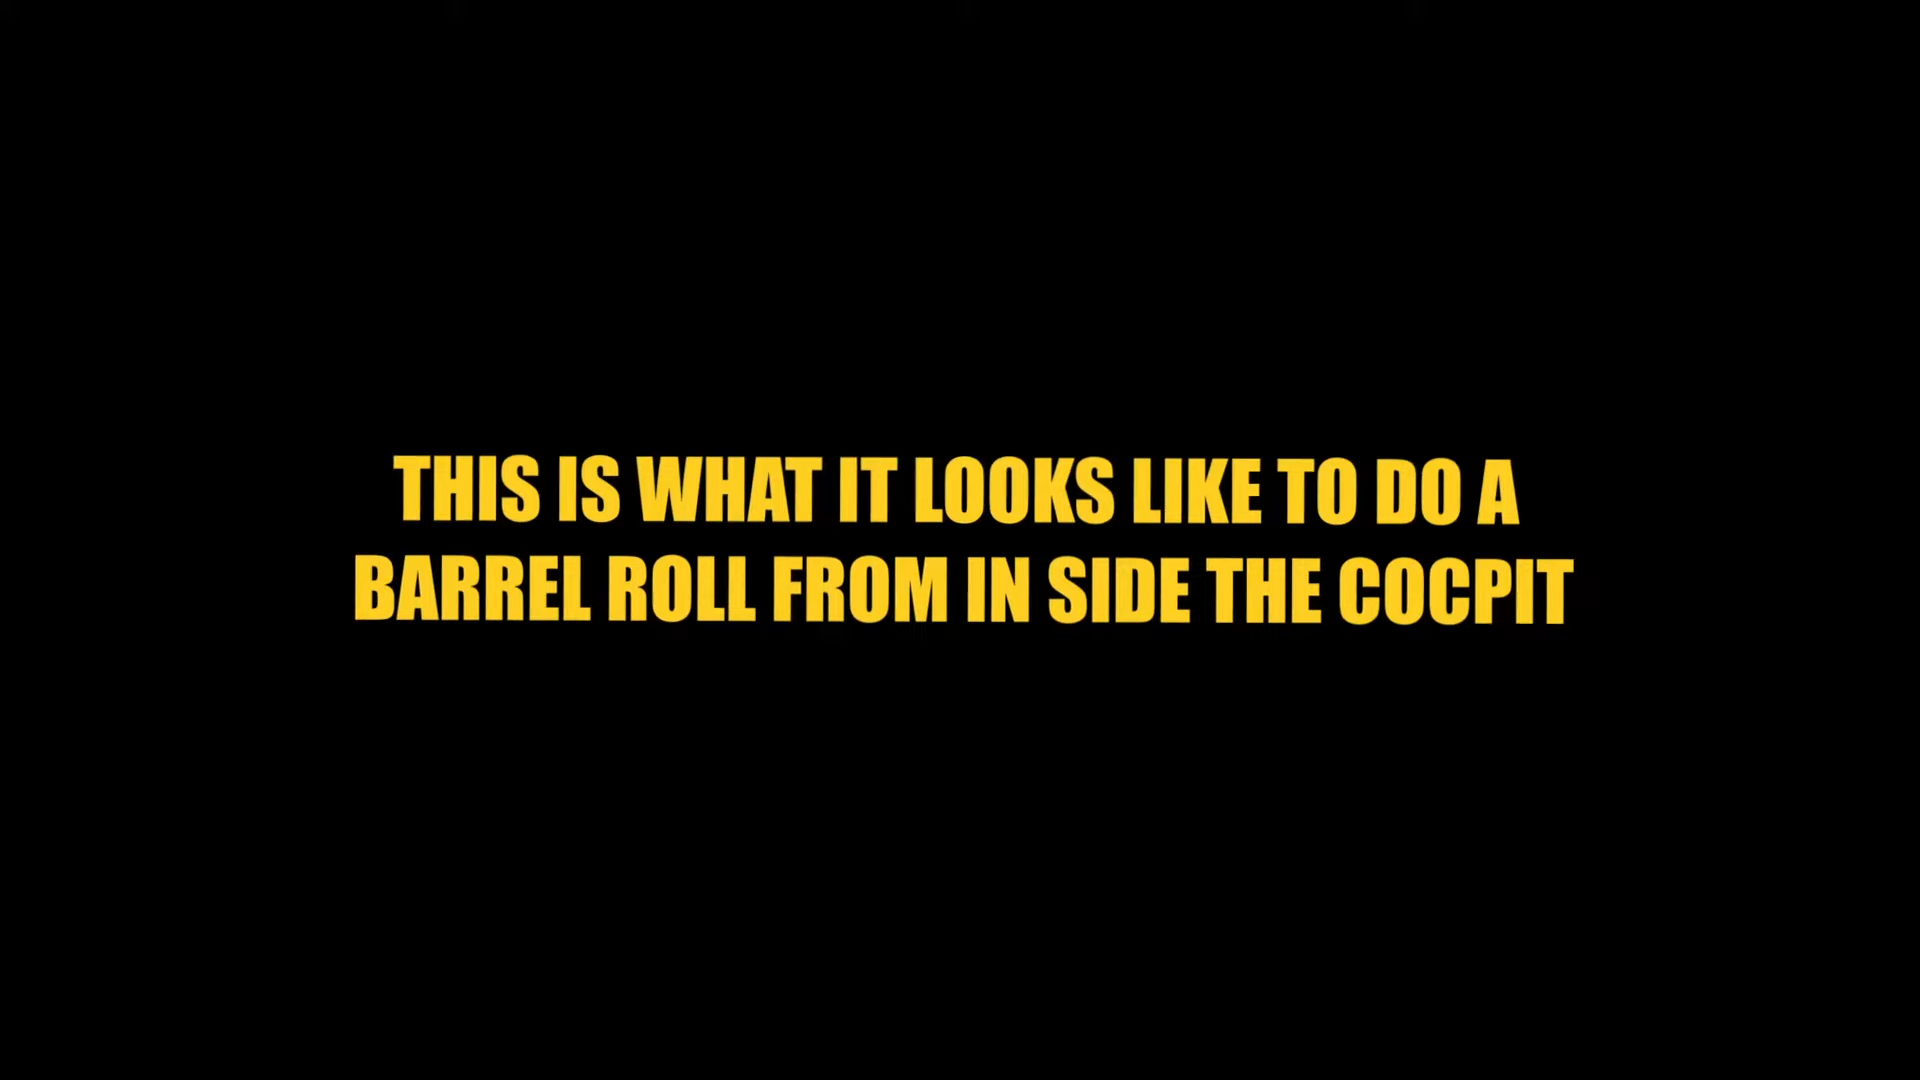 THIS IS WHAT IT LOOKS LIKE TO DO A
BARREL ROLL FROM IN SIDE THE COCPIT